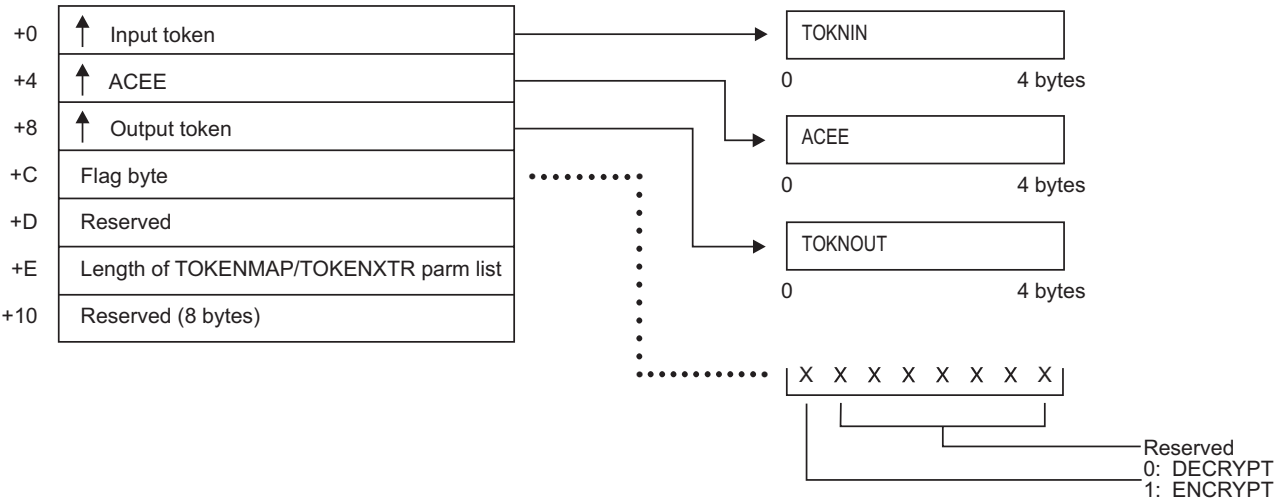 +0 Input token
+4 ACEE
+8 Output token
+C Flag byte
+D Reserved
+E Length of TOKENMAP/TOKENXTR parm list
+10 Reserved (8 bytes)
TOKNIN
0 4 bytes
ACEE
0 4 bytes
TOKNOUT
0 4 bytes
X X X X X X X X
Reserved
0: DECRYPT
1: ENCRYPT